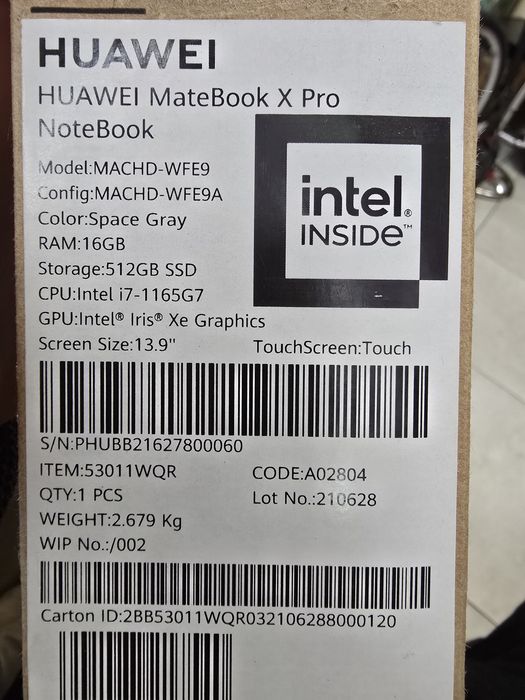 HUAWEI
HUAWEI MateBook X Pro
NoteBook
Model:MACHD-WFE9
Config:MACHD-WFE9A
Color:Space Gray
RAM:16GB
Storage:512GB SSD
CPU:Intel i7-1165G7
GPU:Intel® Iris® Xe Graphics
intel®
INSIDE™
Screen Size:13.9" TouchScreen:Touch
S/N:PHUBB21627800060
ITEM:53011WQR CODE:A02804
QTY:1 PCS Lot No.:210628
WEIGHT:2.679 Kg
WIP No.:/002
Carton ID:2BB53011WQR032106288000120